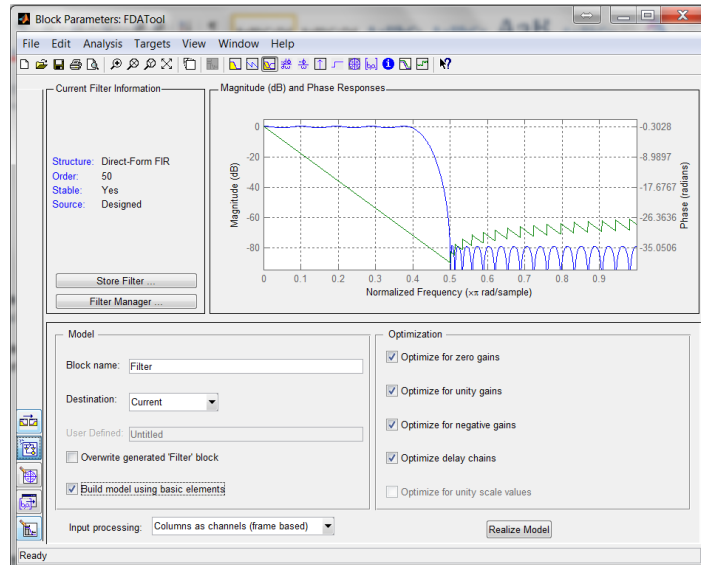 Block Parameters: FDATool
File Edit Analysis Targets View Window Help
Current Filter Information
Structure: Direct-Form FIR
Order: 50
Stable: Yes
Source: Designed
Store Filter ...
Filter Manager ...
Magnitude (dB) and Phase Responses
Magnitude (dB)
0
-20
-40
-60
-80
0 0.1 0.2 0.3 0.4 0.5 0.6 0.7 0.8 0.9
Normalized Frequency (×π rad/sample)
-0.3028
-8.9897
-17.6767
-26.3636
-35.0506
Phase (radians)
Model
Block name: Filter
Destination: Current
User Defined: Untitled
Overwrite generated 'Filter' block
Build model using basic elements
Input processing: Columns as channels (frame based)
Optimization
Optimize for zero gains
Optimize for unity gains
Optimize for negative gains
Optimize delay chains
Optimize for unity scale values
Realize Model
Ready